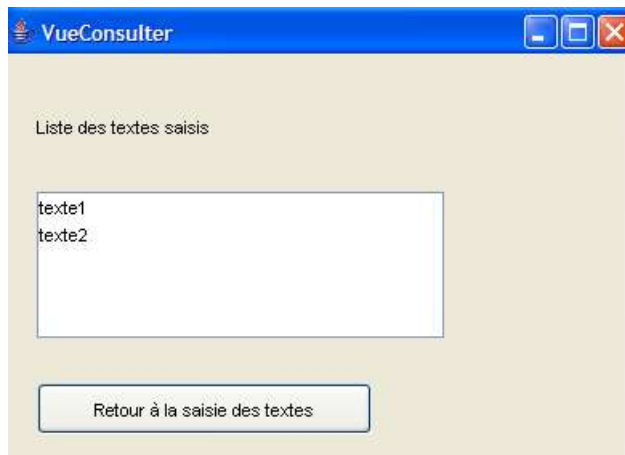 VueConsulter
Liste des textes saisis
texte1
texte2
Retour à la saisie des textes